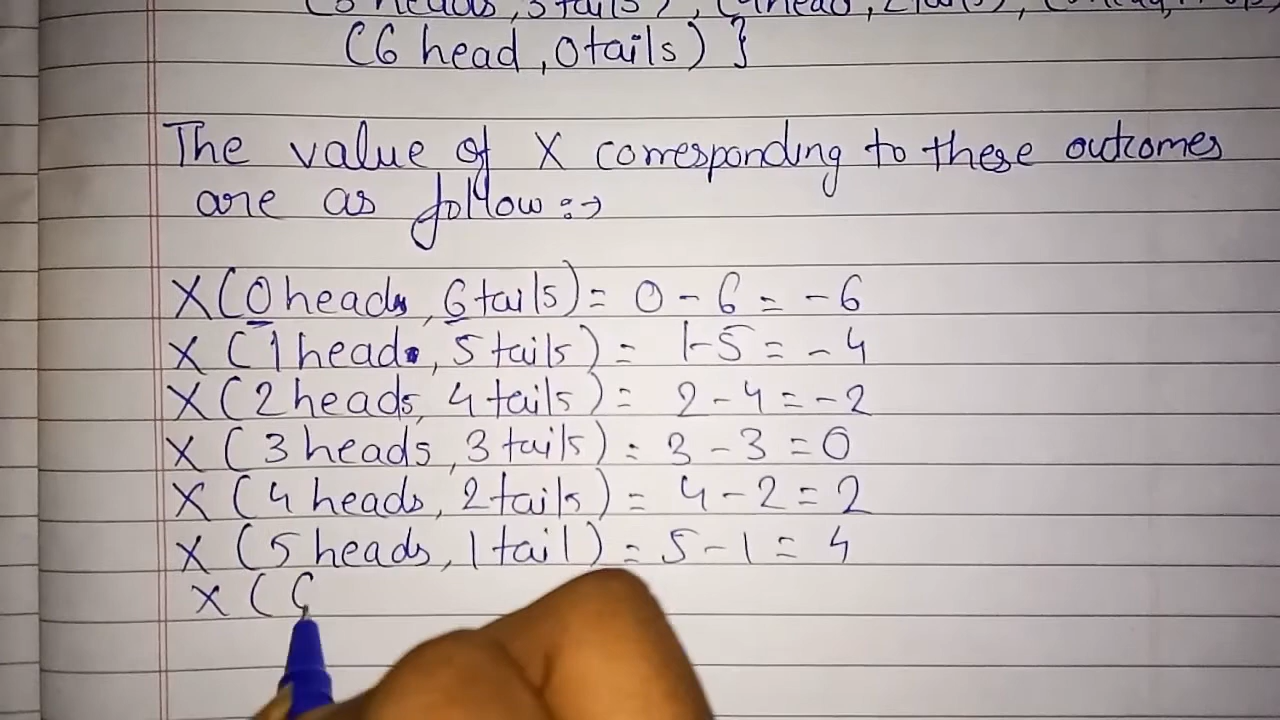 (6 head, 0 tails) }
The value of X corresponding to these outcomes
are as follow :→
X (0 heads, 6 tails) = 0 - 6 = - 6
X (1 head, 5 tails) = 1-5 = - 4
X (2 heads, 4 tails) = 2 - 4 = - 2
X (3 heads, 3 tails) = 3 - 3 = 0
X (4 heads, 2 tails) = 4 - 2 = 2
X (5 heads, 1 tail) = 5 - 1 = 4
X (